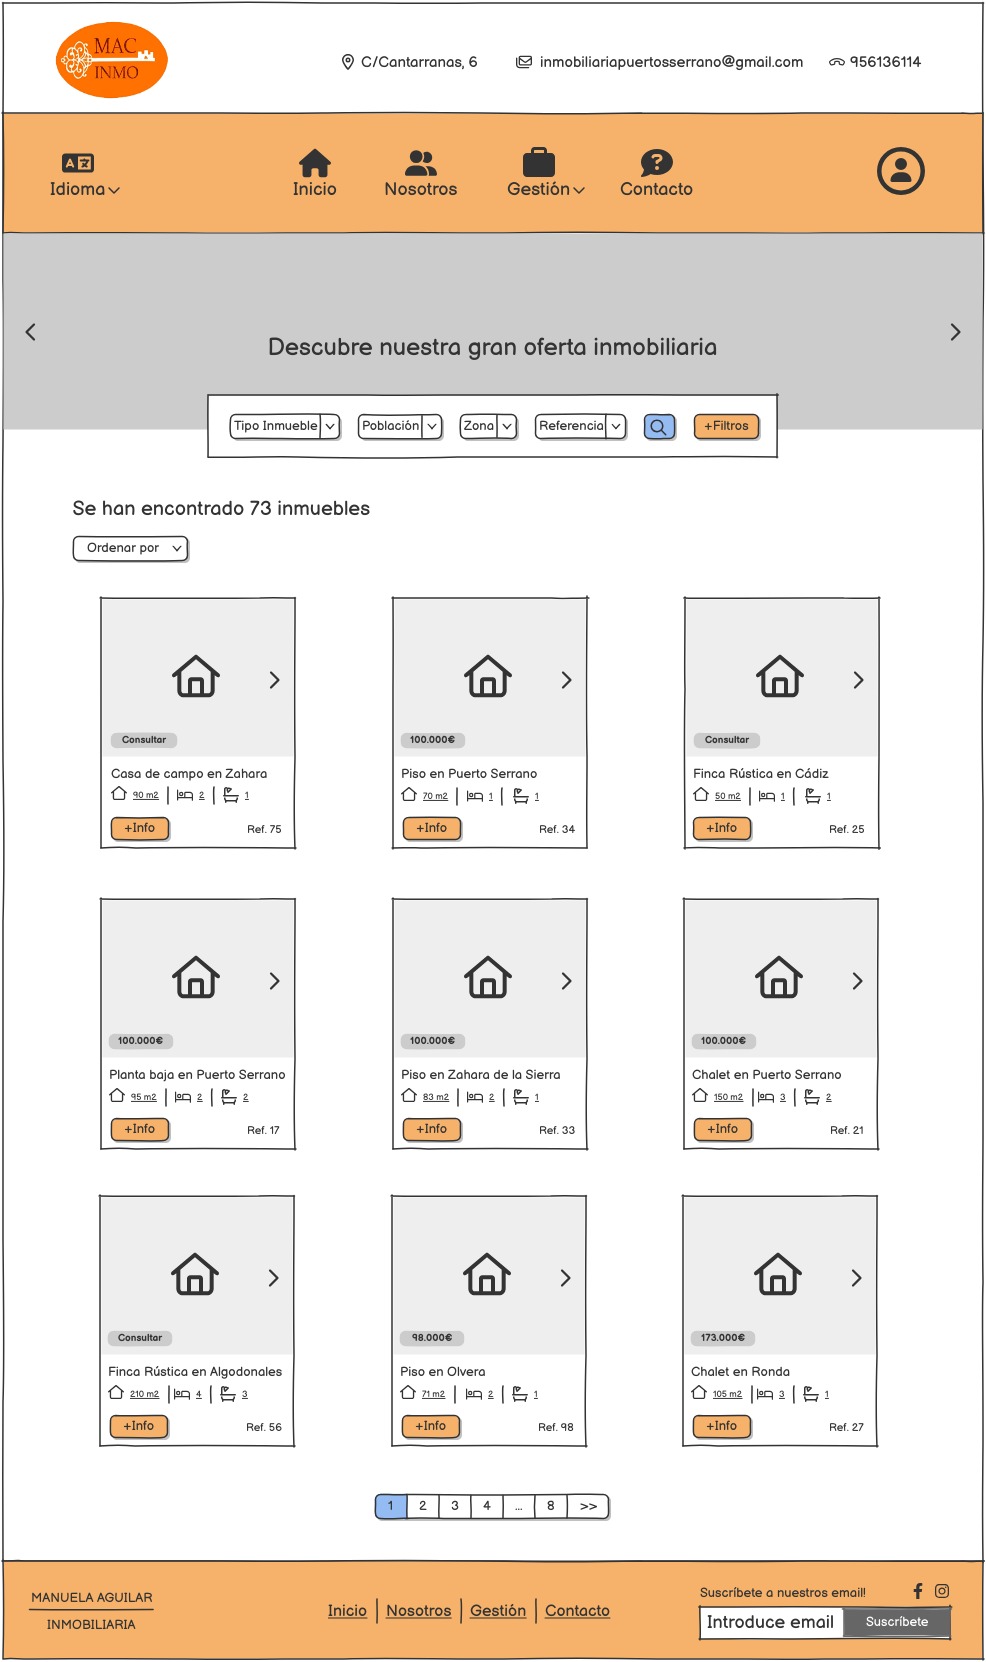 MAC
INMO
C/Cantarranas, 6 inmobiliariapuertosserrano@gmail.com 956136114
Idioma Inicio Nosotros Gestión Contacto
Descubre nuestra gran oferta inmobiliaria
Tipo Inmueble Población Zona Referencia +Filtros
Se han encontrado 73 inmuebles
Ordenar por
Consultar 100.000€ Consultar
Casa de campo en Zahara Piso en Puerto Serrano Finca Rústica en Cádiz
90 m2 2 1 70 m2 1 1 50 m2 1 1
+Info Ref. 75 +Info Ref. 34 +Info Ref. 25
100.000€ 100.000€ 100.000€
Planta baja en Puerto Serrano Piso en Zahara de la Sierra Chalet en Puerto Serrano
95 m2 2 2 83 m2 2 1 150 m2 3 2
+Info Ref. 17 +Info Ref. 33 +Info Ref. 21
Consultar 98.000€ 173.000€
Finca Rústica en Algodonales Piso en Olvera Chalet en Ronda
210 m2 4 3 71 m2 2 1 105 m2 3 1
+Info Ref. 56 +Info Ref. 98 +Info Ref. 27
1 2 3 4 ... 8 >>
MANUELA AGUILAR
INMOBILIARIA
Inicio Nosotros Gestión Contacto
Suscríbete a nuestros email!
Introduce email Suscríbete